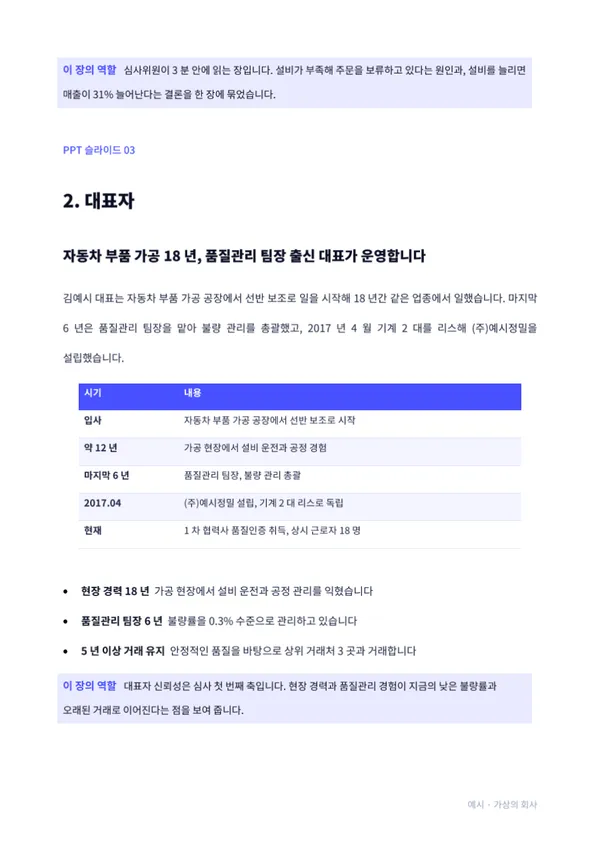 이 장의 역할 심사위원이 3 분 안에 읽는 장입니다. 설비가 부족해 주문을 보류하고 있다는 원인과, 설비를 늘리면
매출이 31% 늘어난다는 결론을 한 장에 묶었습니다.
PPT 슬라이드 03
2. 대표자
자동차 부품 가공 18 년, 품질관리 팀장 출신 대표가 운영합니다
김예시 대표는 자동차 부품 가공 공장에서 선반 보조로 일을 시작해 18 년간 같은 업종에서 일했습니다. 마지막
6 년은 품질관리 팀장을 맡아 불량 관리를 총괄했고, 2017 년 4 월 기계 2 대를 리스해 (주)예시정밀을
설립했습니다.
시기 내용
입사 자동차 부품 가공 공장에서 선반 보조로 시작
약 12 년 가공 현장에서 설비 운전과 공정 경험
마지막 6 년 품질관리 팀장, 불량 관리 총괄
2017.04 (주)예시정밀 설립, 기계 2 대 리스로 독립
현재 1 차 협력사 품질인증 취득, 상시 근로자 18 명
• 현장 경력 18 년 가공 현장에서 설비 운전과 공정 관리를 익혔습니다
• 품질관리 팀장 6 년 불량률을 0.3% 수준으로 관리하고 있습니다
• 5 년 이상 거래 유지 안정적인 품질을 바탕으로 상위 거래처 3 곳과 거래합니다
이 장의 역할 대표자 신뢰성은 심사 첫 번째 축입니다. 현장 경력과 품질관리 경험이 지금의 낮은 불량률과
오래된 거래로 이어진다는 점을 보여 줍니다.
예시 · 가상의 회사